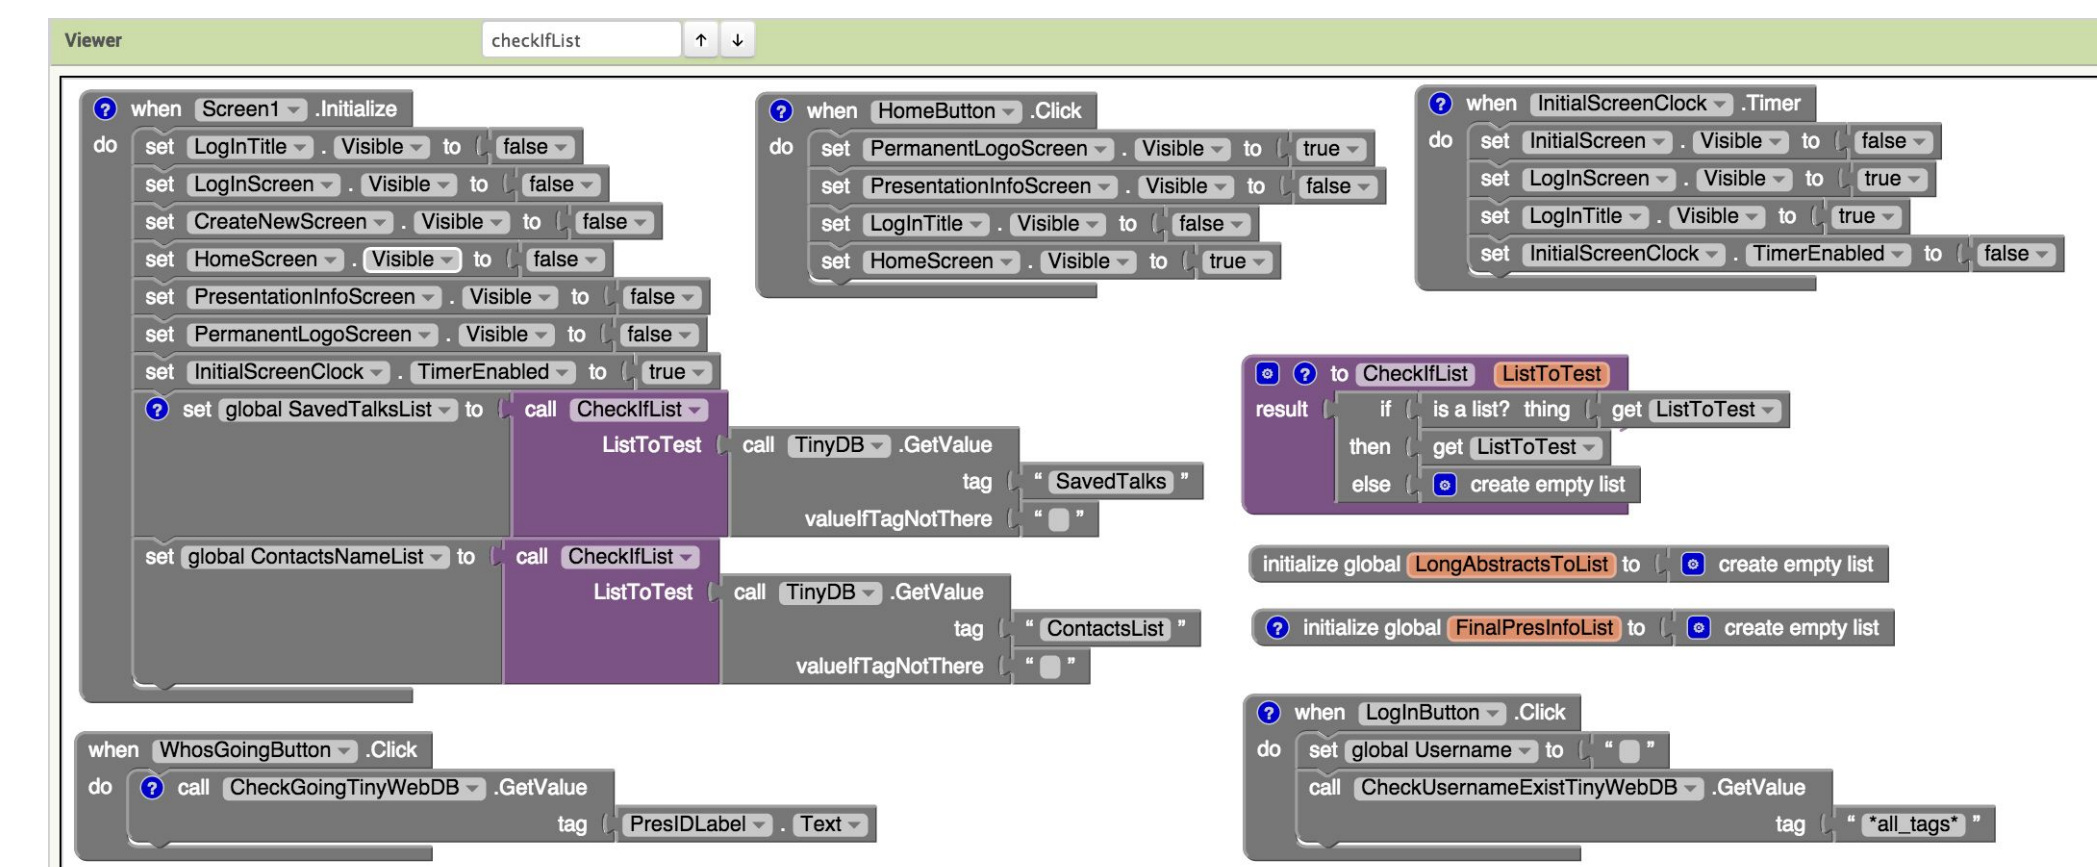 Viewer checkIfList ↑ ↓
? when Screen1 .Initialize
do set LogInTitle . Visible to false
set LogInScreen . Visible to false
set CreateNewScreen . Visible to false
set HomeScreen . Visible to false
set PresentationInfoScreen . Visible to false
set PermanentLogoScreen . Visible to false
set InitialScreenClock . TimerEnabled to true
? set global SavedTalksList to call CheckIfList
ListToTest call TinyDB .GetValue
tag " SavedTalks "
valueIfTagNotThere " "
set global ContactsNameList to call CheckIfList
ListToTest call TinyDB .GetValue
tag " ContactsList "
valueIfTagNotThere " "
when WhosGoingButton .Click
do ? call CheckGoingTinyWebDB .GetValue
tag PresIDLabel . Text
? when HomeButton .Click
do set PermanentLogoScreen . Visible to true
set PresentationInfoScreen . Visible to false
set LogInTitle . Visible to false
set HomeScreen . Visible to true
? when InitialScreenClock .Timer
do set InitialScreen . Visible to false
set LogInScreen . Visible to true
set LogInTitle . Visible to true
set InitialScreenClock . TimerEnabled to false
? to CheckIfList ListToTest
result if is a list? thing get ListToTest
then get ListToTest
else create empty list
initialize global LongAbstractsToList to create empty list
? initialize global FinalPresInfoList to create empty list
? when LogInButton .Click
do set global Username to " "
call CheckUsernameExistTinyWebDB .GetValue
tag " *all_tags* "